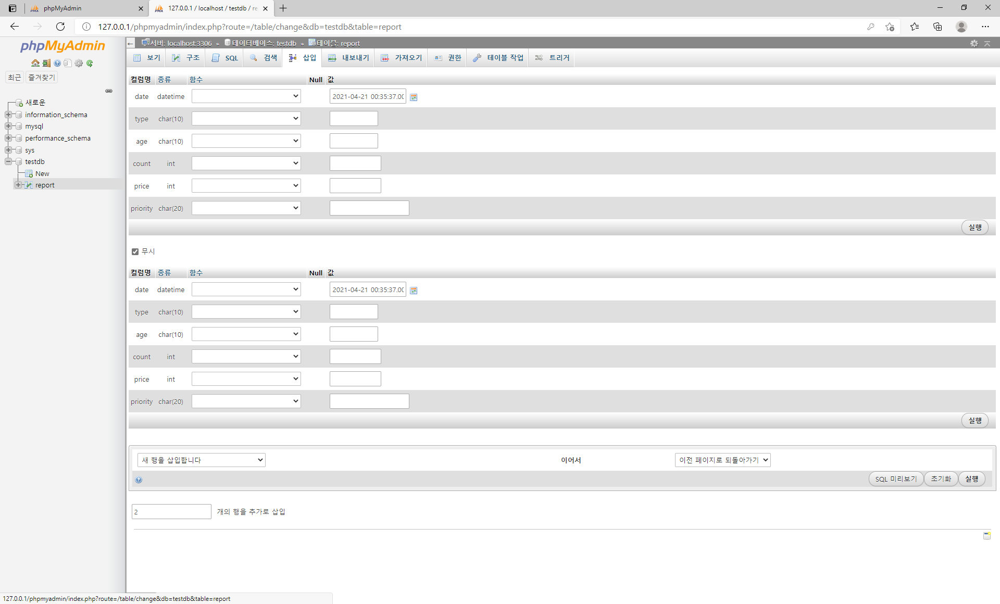 phpMyAdmin
127.0.0.1 / localhost / testdb / re
127.0.0.1/phpmyadmin/index.php?route=/table/change&db=testdb&table=report
phpMyAdmin
최근 즐겨찾기
새로운
information_schema
mysql
performance_schema
sys
testdb
New
report
서버: localhost:3306 » 데이터베이스: testdb » 테이블: report
보기 구조 SQL 검색 삽입 내보내기 가져오기 권한 테이블 작업 트리거
컬럼명 종류 함수 Null 값
date datetime 2021-04-21 00:35:37.00
type char(10)
age char(10)
count int
price int
priority char(20)
실행
무시
컬럼명 종류 함수 Null 값
date datetime 2021-04-21 00:35:37.00
type char(10)
age char(10)
count int
price int
priority char(20)
실행
새 행을 삽입합니다 이어서 이전 페이지로 되돌아가기
SQL 미리보기 초기화 실행
2 개의 행을 추가로 삽입
127.0.0.1/phpmyadmin/index.php?route=/table/change&db=testdb&table=report